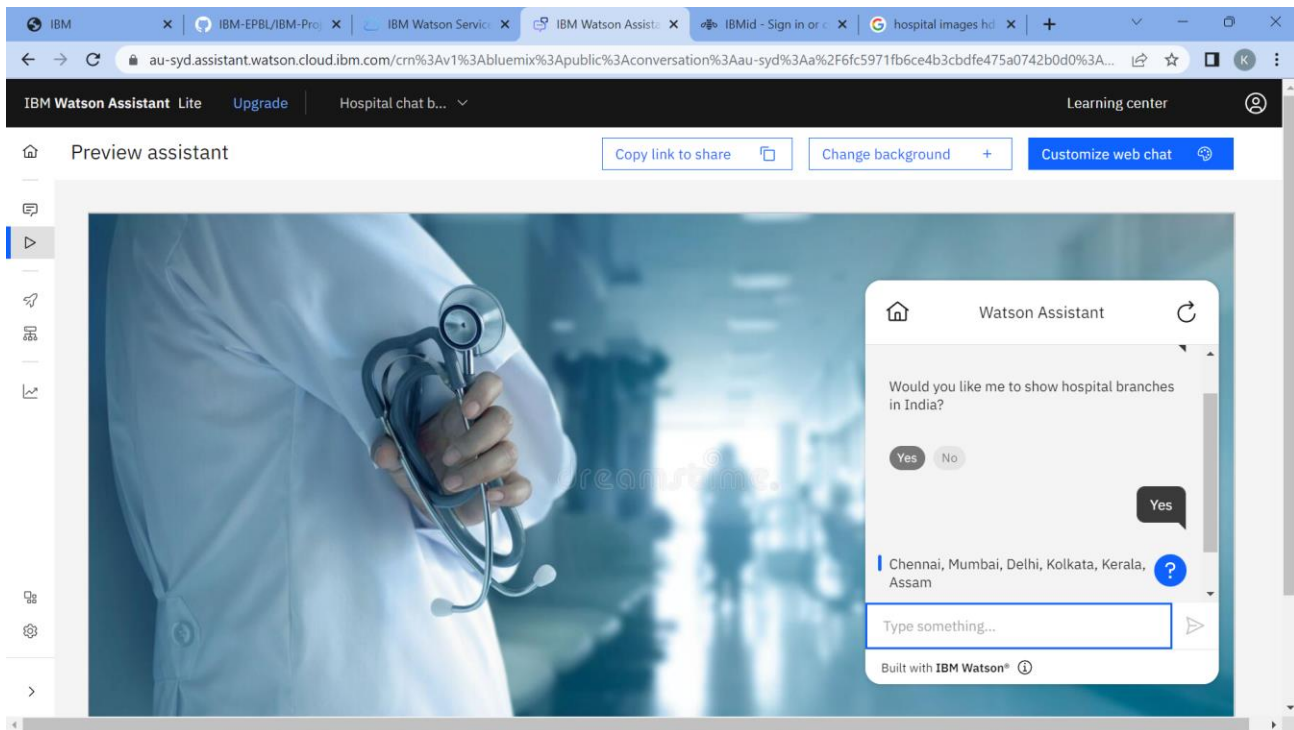 IBM
IBM-EPBL/IBM-Proj
IBM Watson Service
IBM Watson Assista
IBMid - Sign in or c
hospital images hd
au-syd.assistant.watson.cloud.ibm.com/crn%3Av1%3Abluemix%3Apublic%3Aconversation%3Aau-syd%3Aa%2F6fc5971fb6ce4b3cbdfe475a0742b0d0%3A...
K
IBM Watson Assistant Lite Upgrade Hospital chat b... Learning center
Preview assistant
Copy link to share
Change background +
Customize web chat
dreamstime.
Watson Assistant
Would you like me to show hospital branches
in India?
Yes No
Yes
Chennai, Mumbai, Delhi, Kolkata, Kerala,
Assam
?
Type something...
Built with IBM Watson®